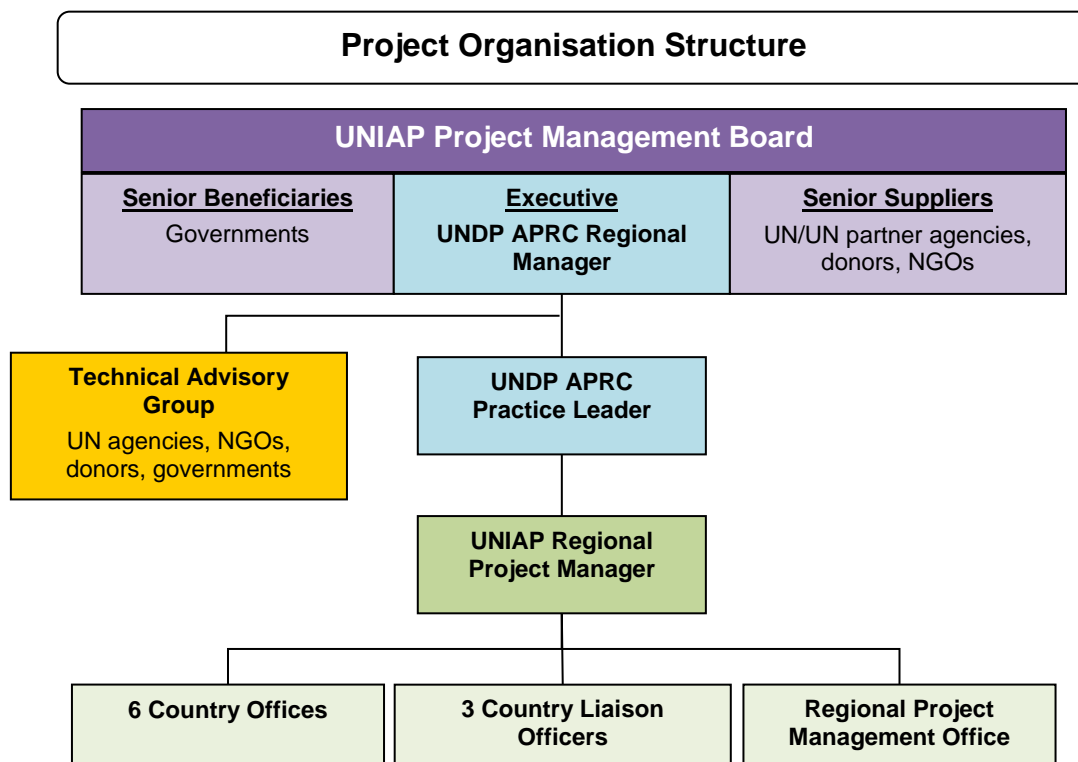 Project Organisation Structure
UNIAP Project Management Board
Senior Beneficiaries
Governments
Executive
UNDP APRC Regional
Manager
Senior Suppliers
UN/UN partner agencies,
donors, NGOs
Technical Advisory
Group
UN agencies, NGOs,
donors, governments
UNDP APRC
Practice Leader
UNIAP Regional
Project Manager
6 Country Offices
3 Country Liaison
Officers
Regional Project
Management Office